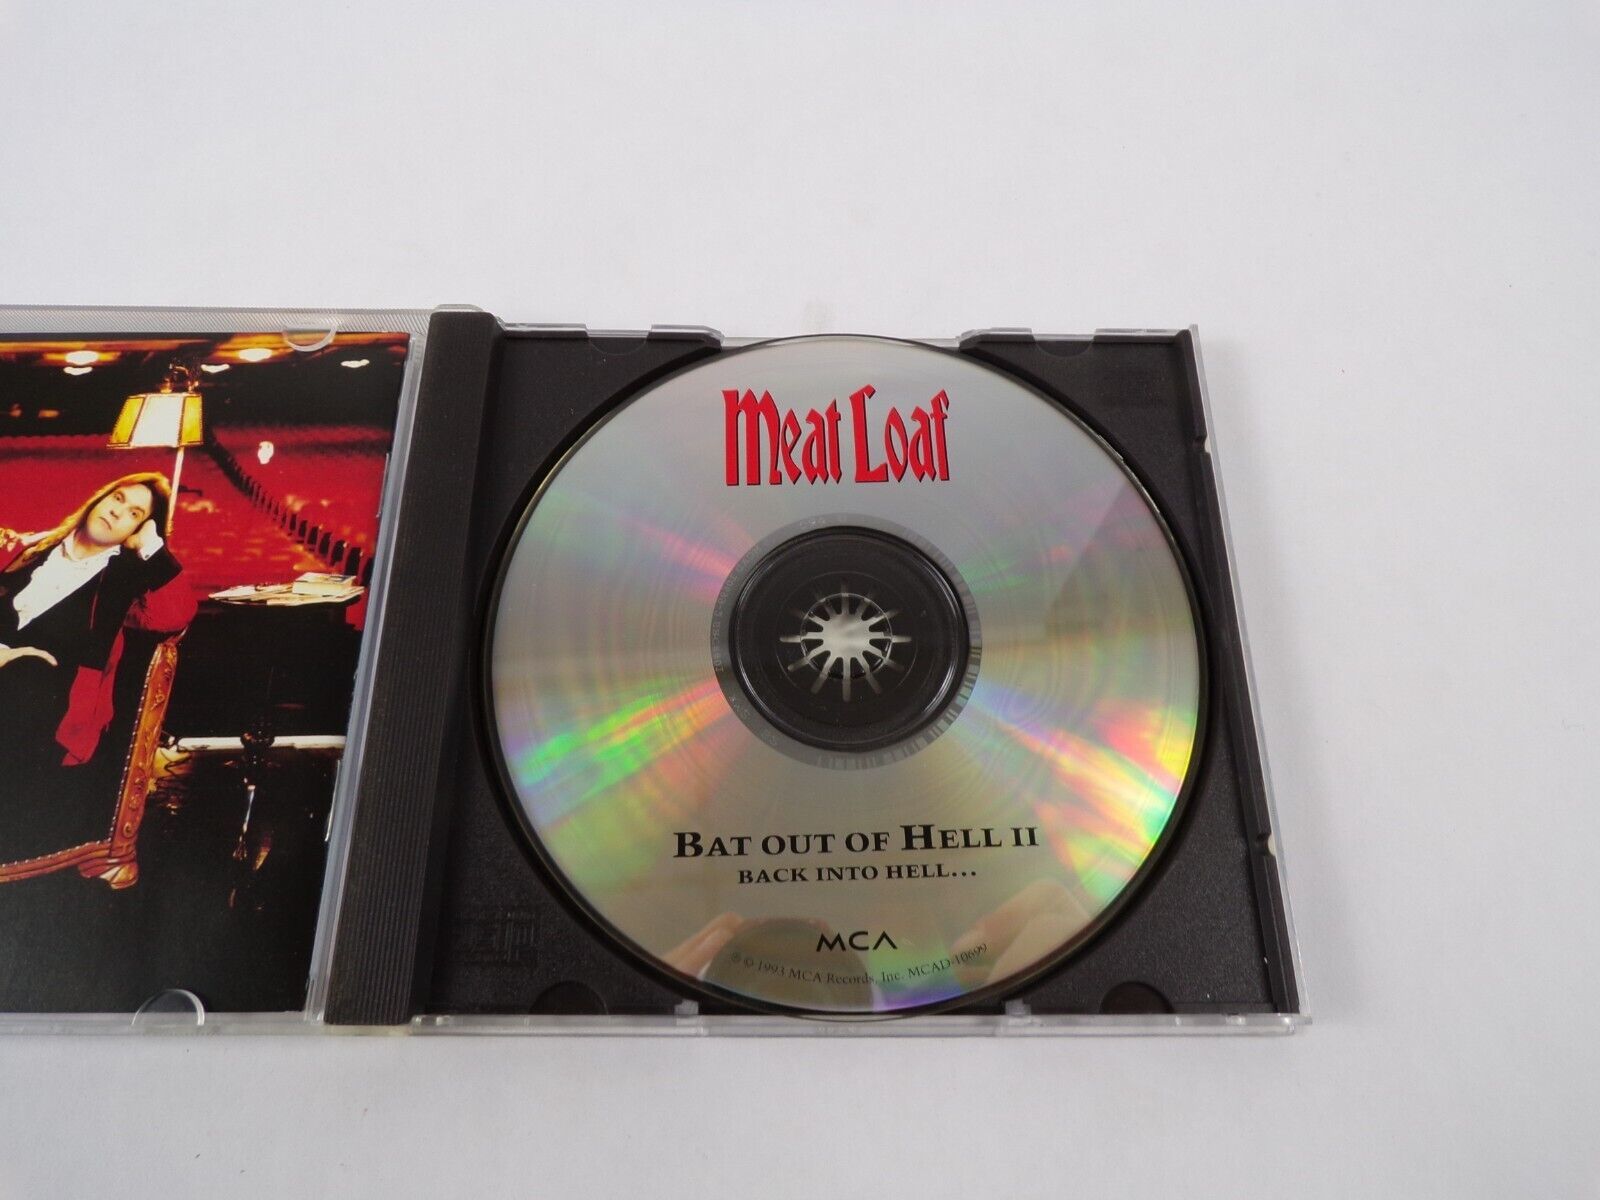 Meat Loaf
BAT OUT OF HELL II
BACK INTO HELL...
MCA
℗ © 1993 MCA Records, Inc. MCAD-10699